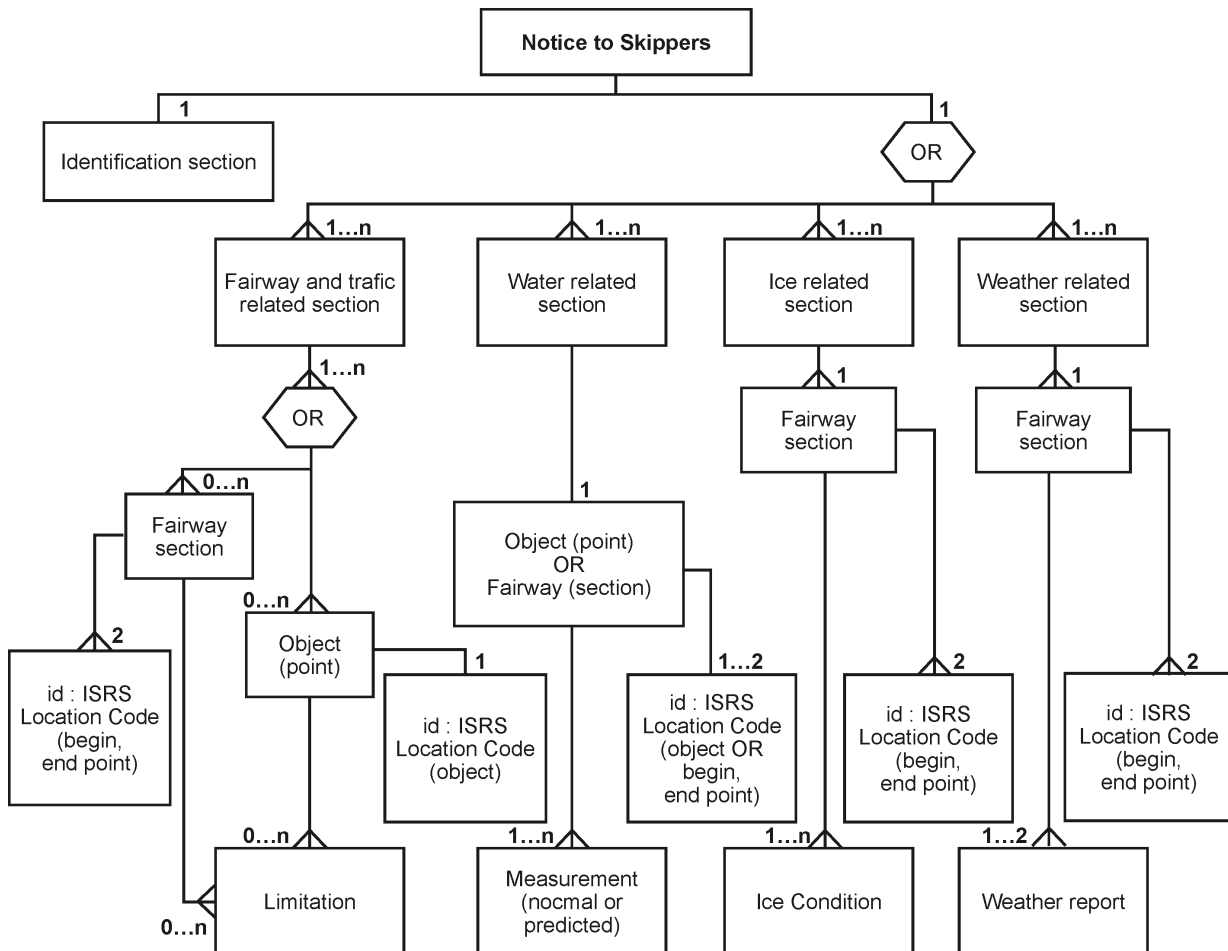 Notice to Skippers
1
1
Identification section
OR
1...n
1...n
1...n
1...n
Fairway and trafic
related section
Water related
section
Ice related
section
Weather related
section
1...n
1
1
OR
Fairway
section
Fairway
section
0...n
1
Fairway
section
Object (point)
OR
Fairway (section)
0...n
2
Object
(point)
1
1...2
2
2
id : ISRS
Location Code
(begin,
end point)
id : ISRS
Location Code
(object)
id : ISRS
Location Code
(object OR
begin,
end point)
id : ISRS
Location Code
(begin,
end point)
id : ISRS
Location Code
(begin,
end point)
0...n
1...n
1...n
1...2
Limitation
Measurement
(nocmal or
predicted)
Ice Condition
Weather report
0...n